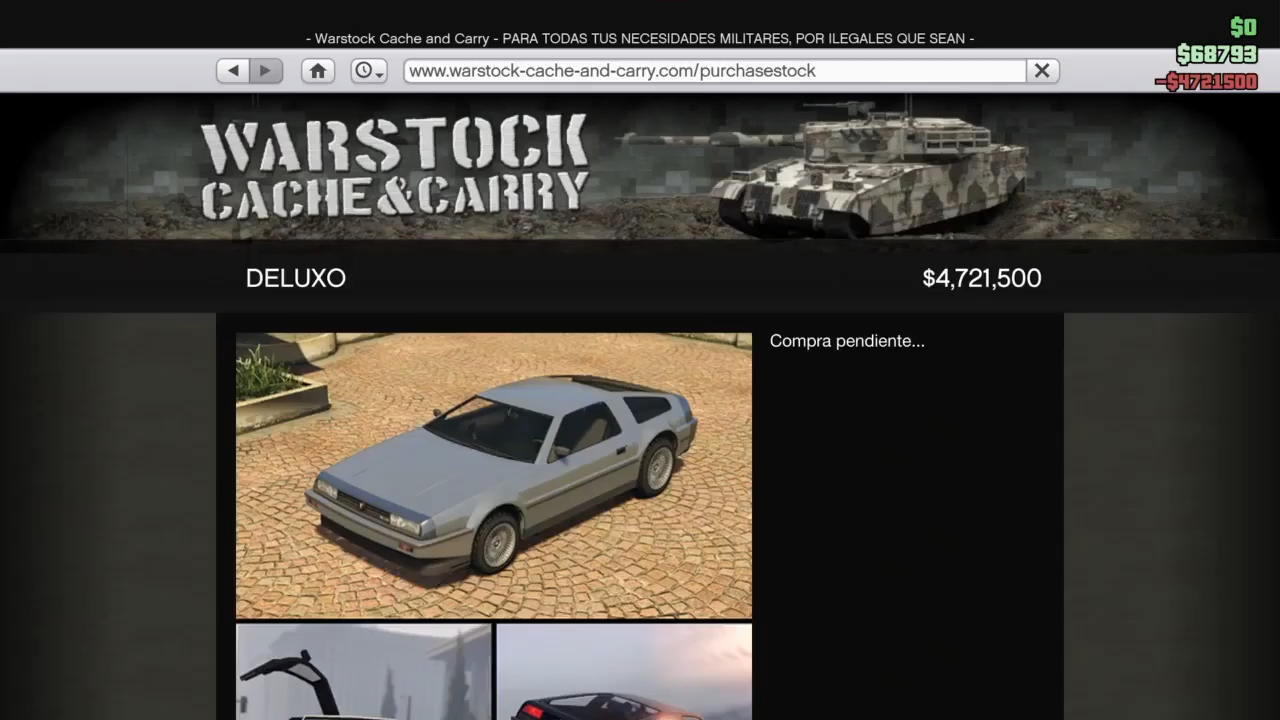 - Warstock Cache and Carry - PARA TODAS TUS NECESIDADES MILITARES, POR ILEGALES QUE SEAN -
$0
$68793
-$4721500
www.warstock-cache-and-carry.com/purchasestock
WARSTOCK
CACHE&CARRY
DELUXO
$4,721,500
Compra pendiente...